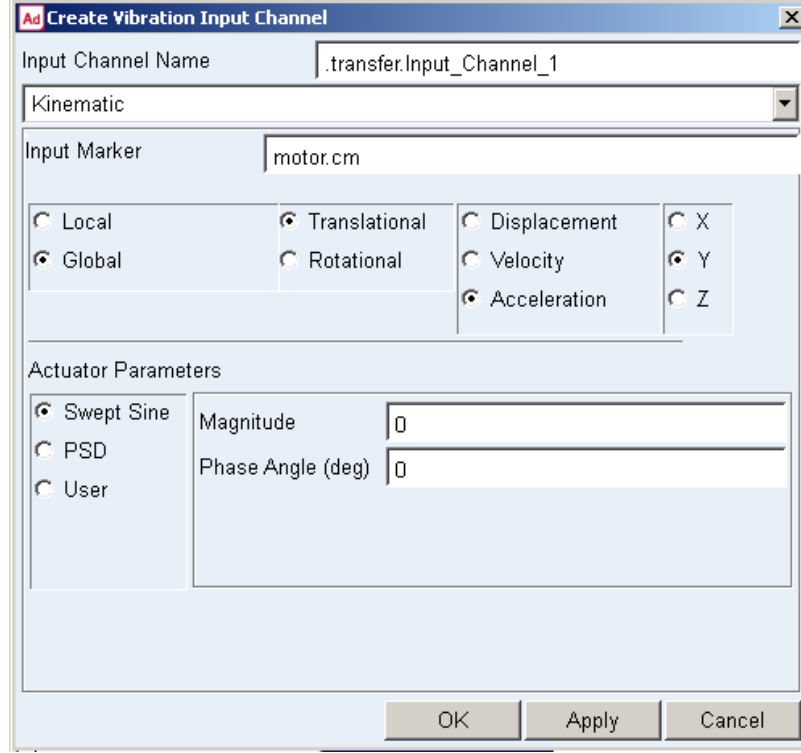 Ad Create Vibration Input Channel
Input Channel Name .transfer.Input_Channel_1
Kinematic
Input Marker motor.cm
Local Translational Displacement X
Global Rotational Velocity Y
Acceleration Z
Actuator Parameters
Swept Sine Magnitude 0
PSD Phase Angle (deg) 0
User
OK Apply Cancel